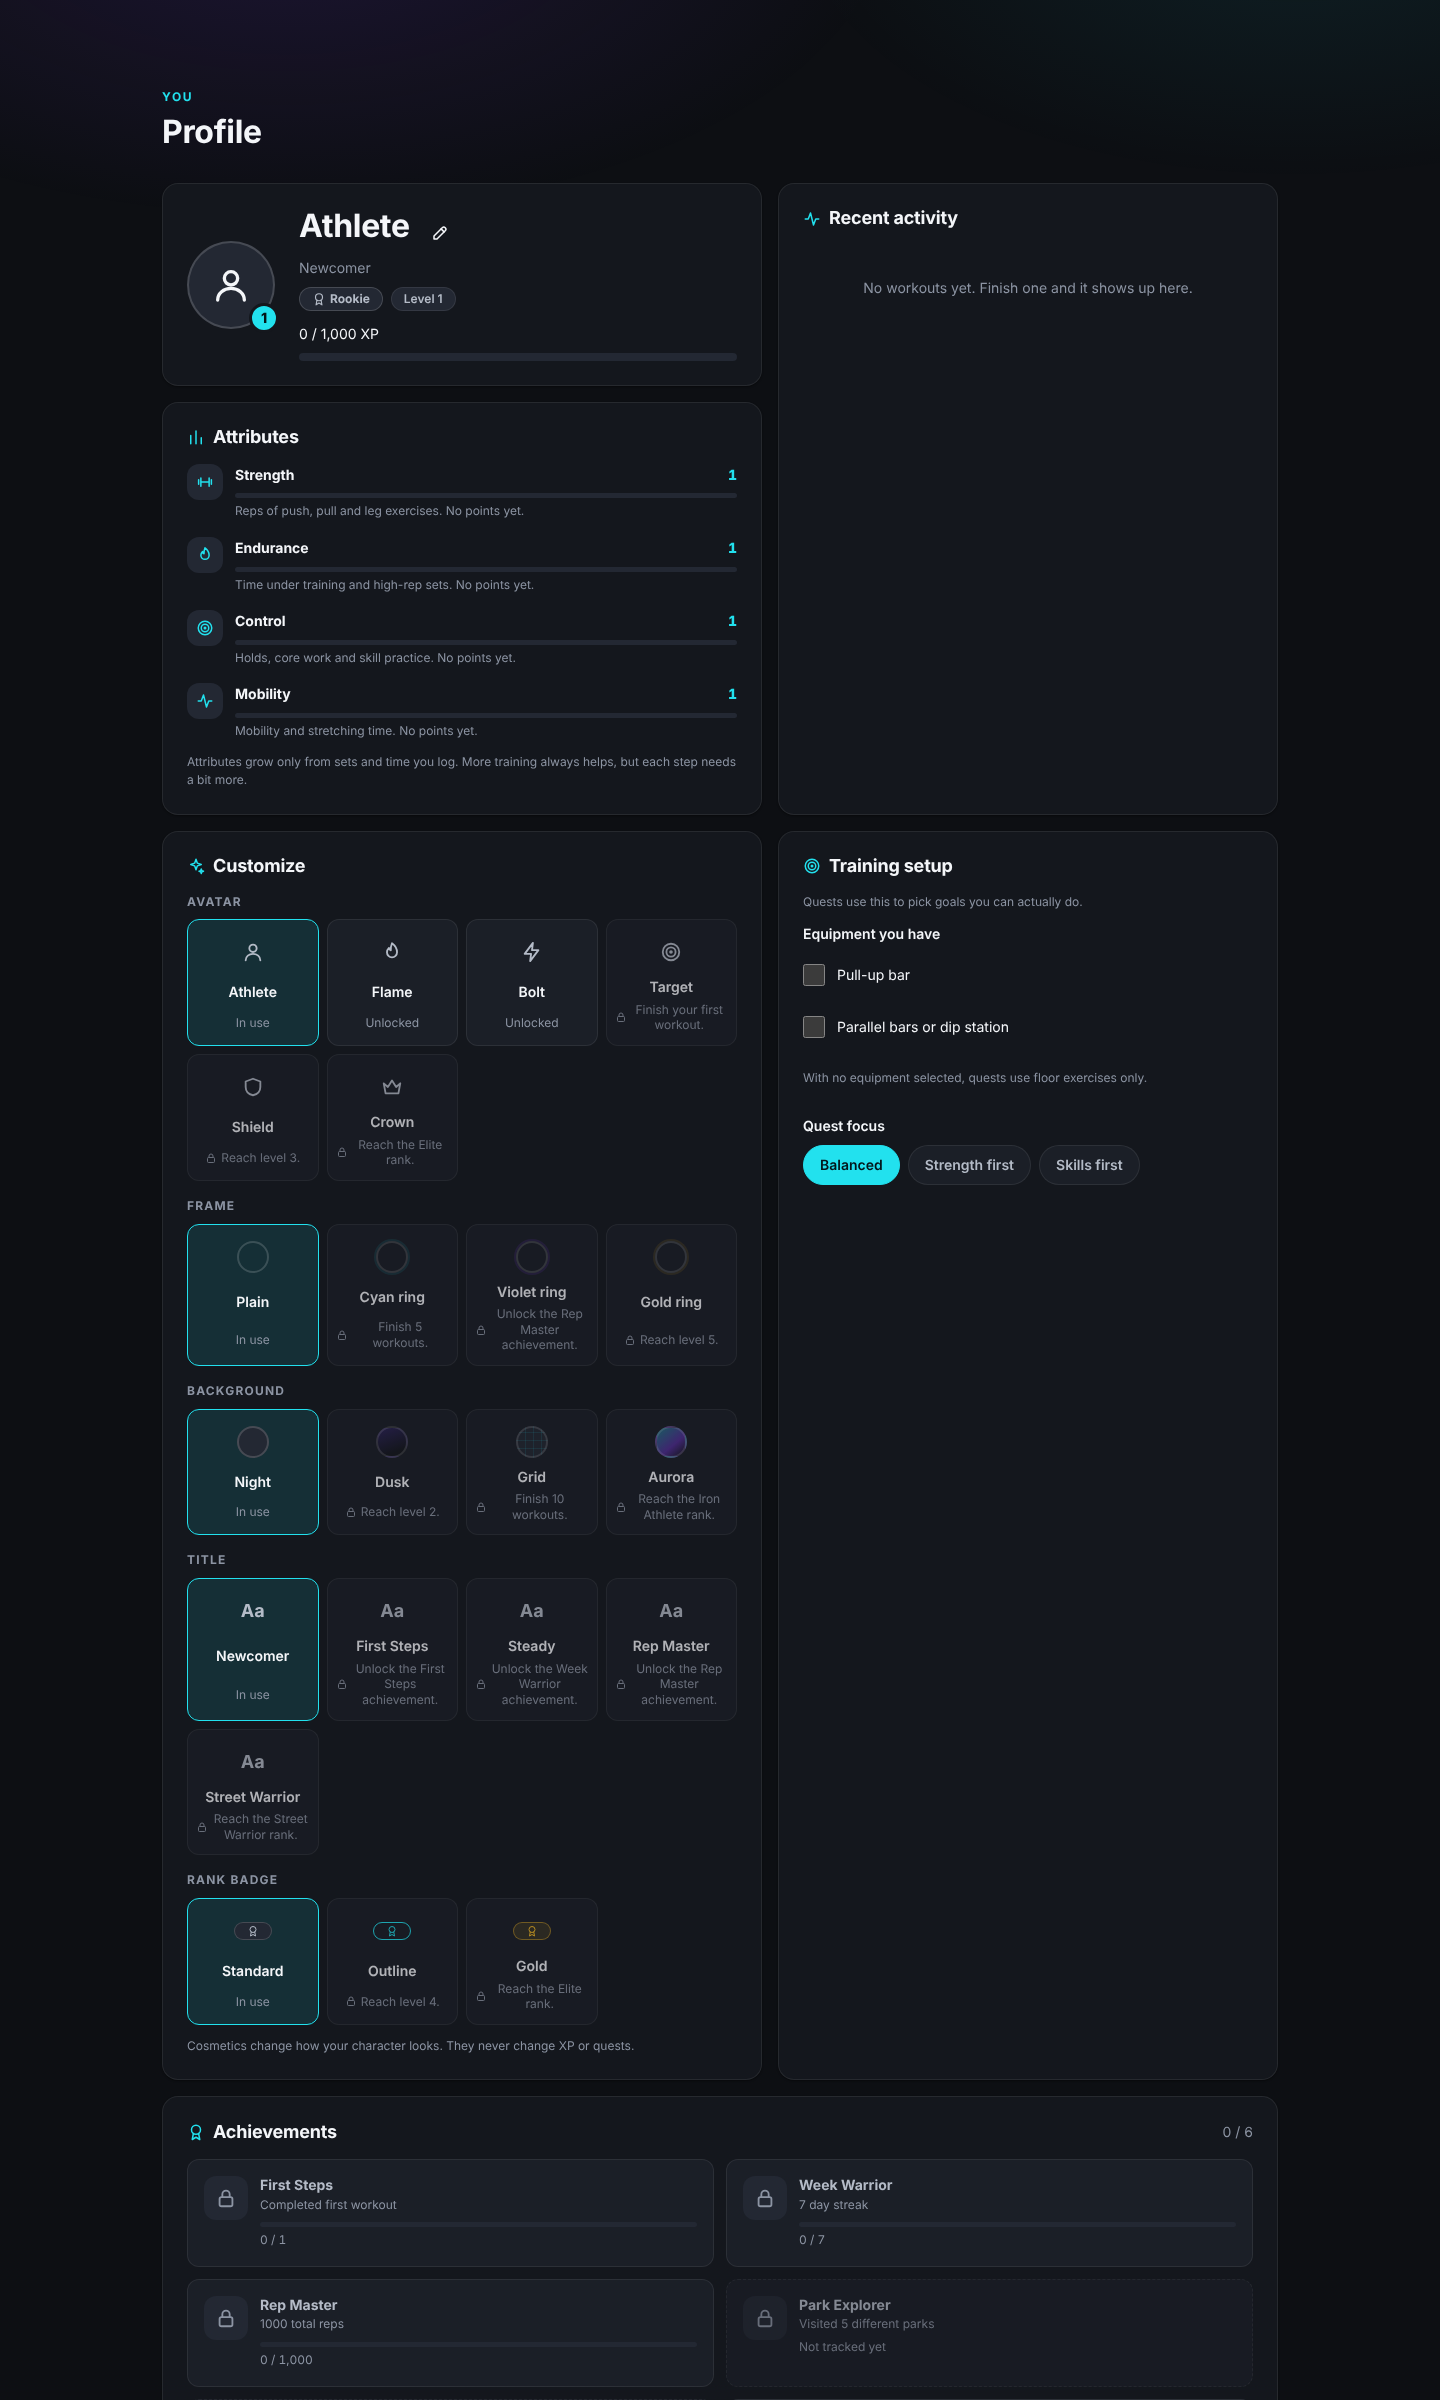 YOU
Profile
Athlete
Newcomer
Rookie
Level 1
1
0 / 1,000 XP
Recent activity
No workouts yet. Finish one and it shows up here.
Attributes
Strength
1
Reps of push, pull and leg exercises. No points yet.
Endurance
1
Time under training and high-rep sets. No points yet.
Control
1
Holds, core work and skill practice. No points yet.
Mobility
1
Mobility and stretching time. No points yet.
Attributes grow only from sets and time you log. More training always helps, but each step needs
a bit more.
Customize
AVATAR
Athlete
In use
Flame
Unlocked
Bolt
Unlocked
Target
Finish your first
workout.
Shield
Reach level 3.
Crown
Reach the Elite
rank.
FRAME
Plain
In use
Cyan ring
Finish 5
workouts.
Violet ring
Unlock the Rep
Master
achievement.
Gold ring
Reach level 5.
BACKGROUND
Night
In use
Dusk
Reach level 2.
Grid
Finish 10
workouts.
Aurora
Reach the Iron
Athlete rank.
TITLE
Aa
Newcomer
In use
Aa
First Steps
Unlock the First
Steps
achievement.
Aa
Steady
Unlock the Week
Warrior
achievement.
Aa
Rep Master
Unlock the Rep
Master
achievement.
Aa
Street Warrior
Reach the Street
Warrior rank.
RANK BADGE
Standard
In use
Outline
Reach level 4.
Gold
Reach the Elite
rank.
Cosmetics change how your character looks. They never change XP or quests.
Training setup
Quests use this to pick goals you can actually do.
Equipment you have
Pull-up bar
Parallel bars or dip station
With no equipment selected, quests use floor exercises only.
Quest focus
Balanced
Strength first
Skills first
Achievements
0 / 6
First Steps
Completed first workout
0 / 1
Week Warrior
7 day streak
0 / 7
Rep Master
1000 total reps
0 / 1,000
Park Explorer
Visited 5 different parks
Not tracked yet